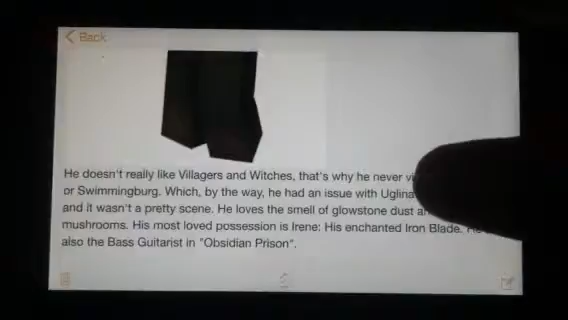 Back
He doesn't really like Villagers and Witches, that's why he never
or Swimmingburg. Which, by the way, he had an issue with
and it wasn't a pretty scene. He loves the smell of glowstone dust
mushrooms. His most loved possession is Irene: His enchanted Iron Blade.
also the Bass Guitarist in "Obsidian Prison".